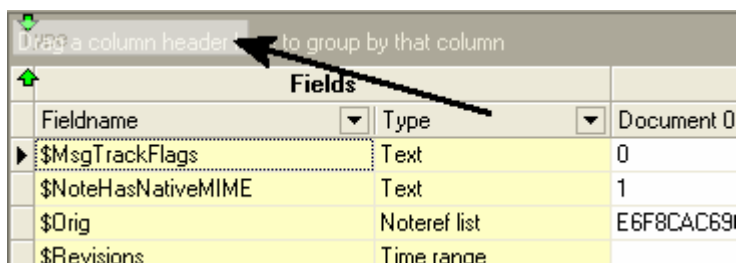 Drag a column header to group by that column
Fields
Fieldname Type Document 0
$MsgTrackFlags Text 0
$NoteHasNativeMIME Text 1
$Orig Noteref list E6F8CAC690
$Revisions Time range